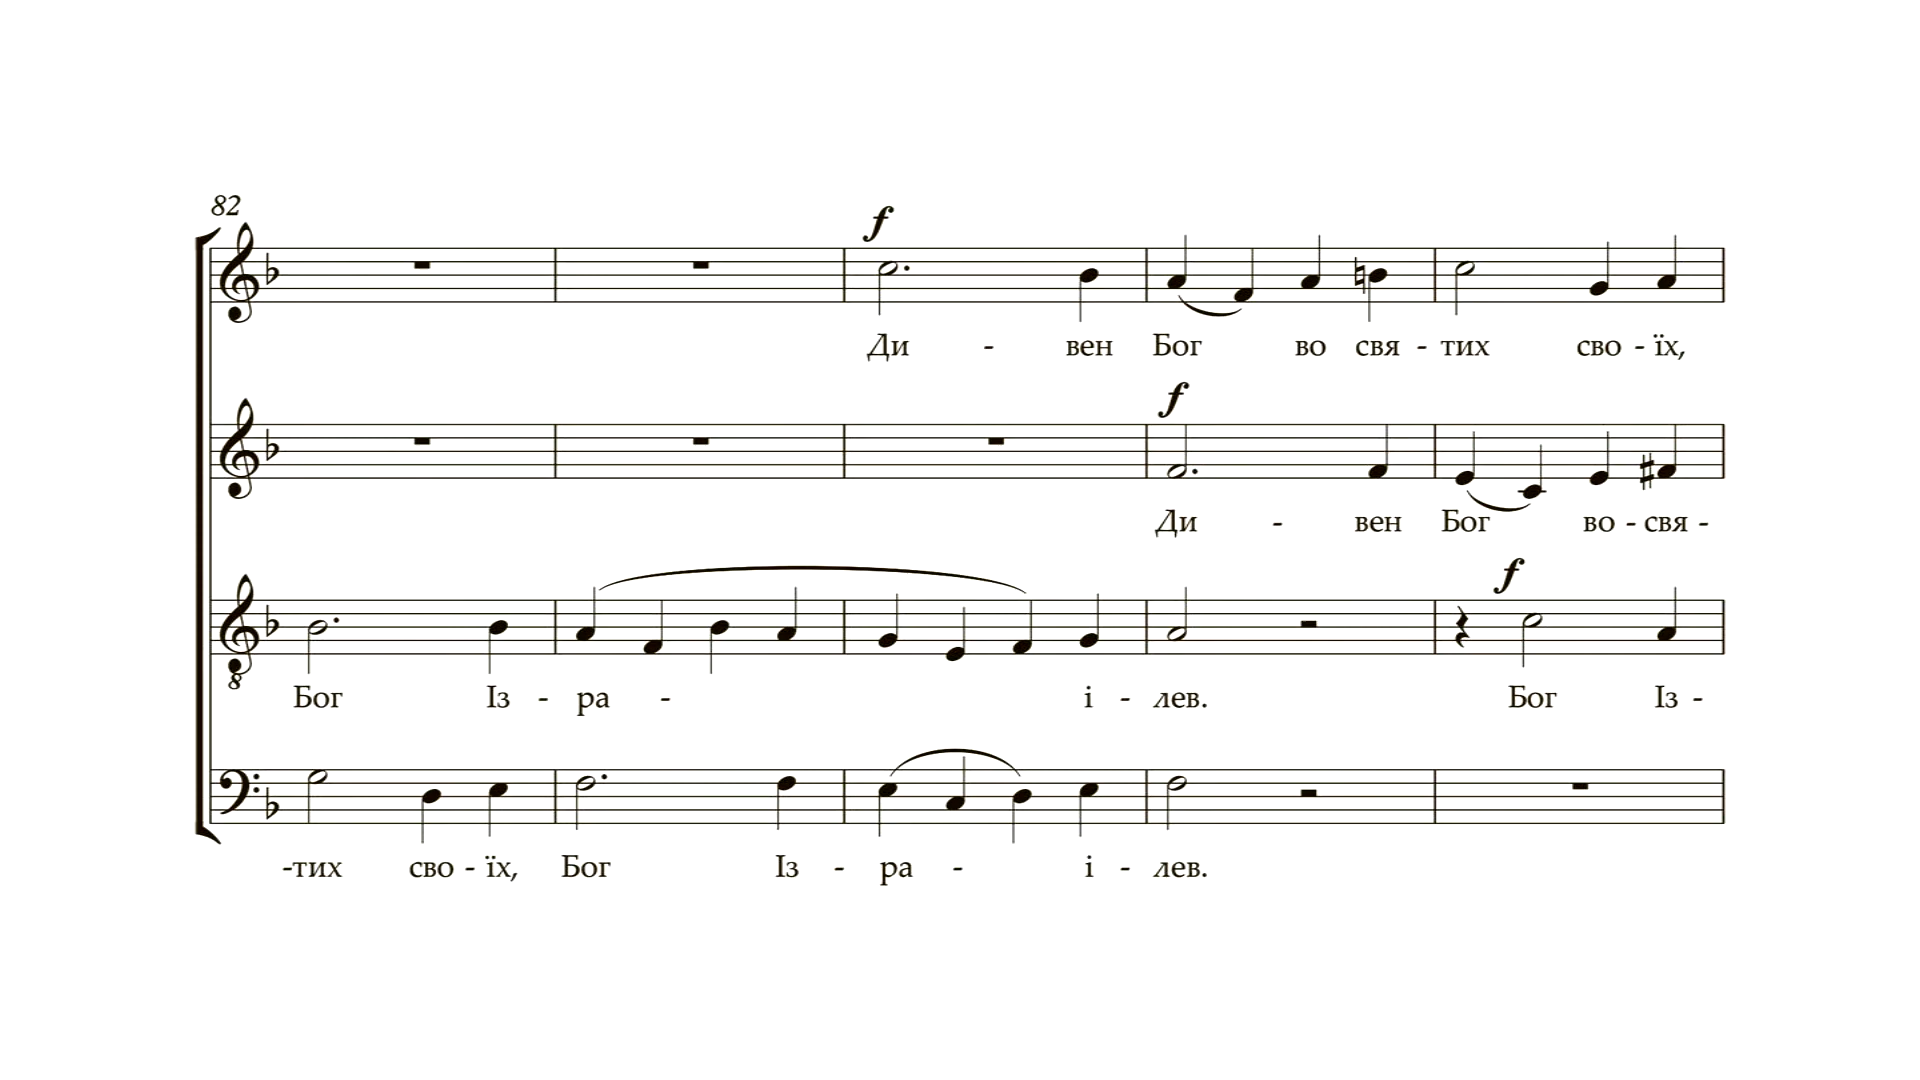 82
f
Ди - вен Бог во свя - тих сво - їх,
f
Ди - вен Бог во - свя -
f
8
Бог Із - ра - і - лев. Бог Із -
-тих сво - їх, Бог Із - ра - і - лев.